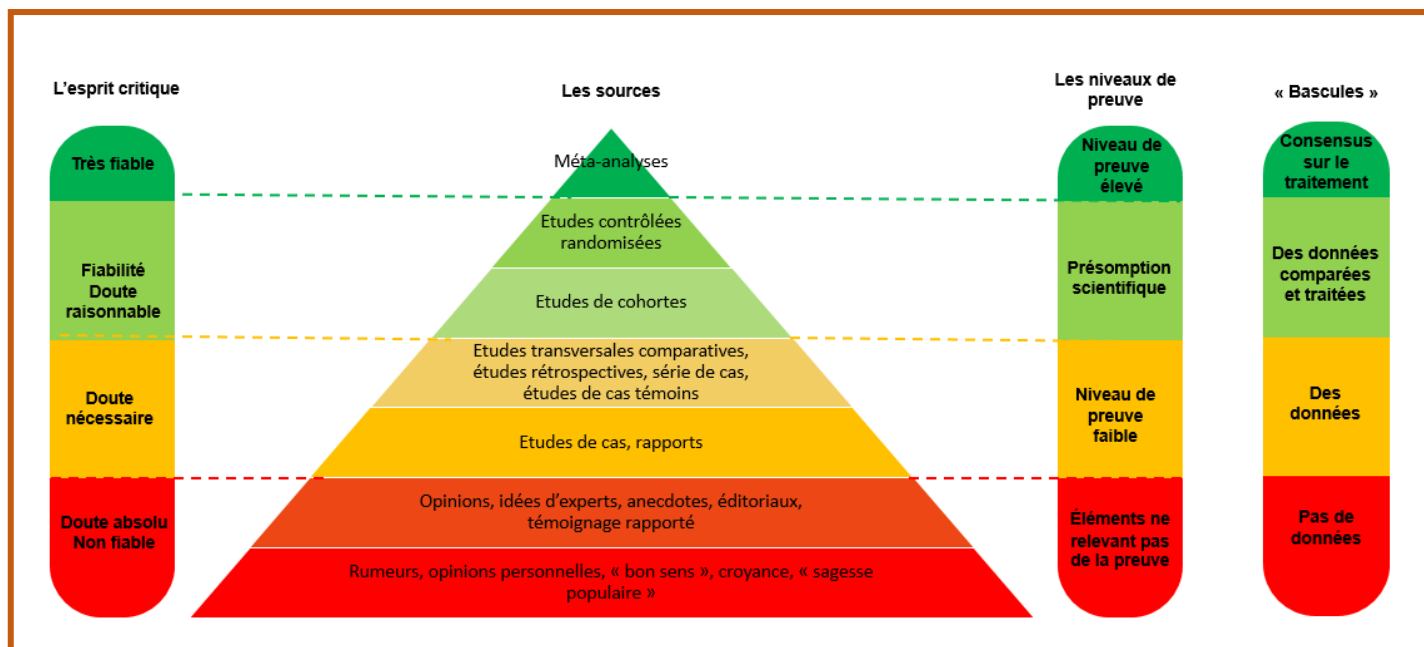 L'esprit critique
Les sources
Les niveaux de
preuve
« Bascules »
Très fiable
Méta-analyses
Niveau de
preuve
élevé
Consensus
sur le
traitement
Fiabilité
Doute
raisonnable
Etudes contrôlées
randomisées
Etudes de cohortes
Présomption
scientifique
Des données
comparées
et traitées
Doute
nécessaire
Etudes transversales comparatives,
études rétrospectives, série de cas,
études de cas témoins
Etudes de cas, rapports
Niveau de
preuve
faible
Des
données
Doute absolu
Non fiable
Opinions, idées d'experts, anecdotes, éditoriaux,
témoignage rapporté
Rumeurs, opinions personnelles, « bon sens », croyance, « sagesse
populaire »
Éléments ne
relevant pas
de la preuve
Pas de
données